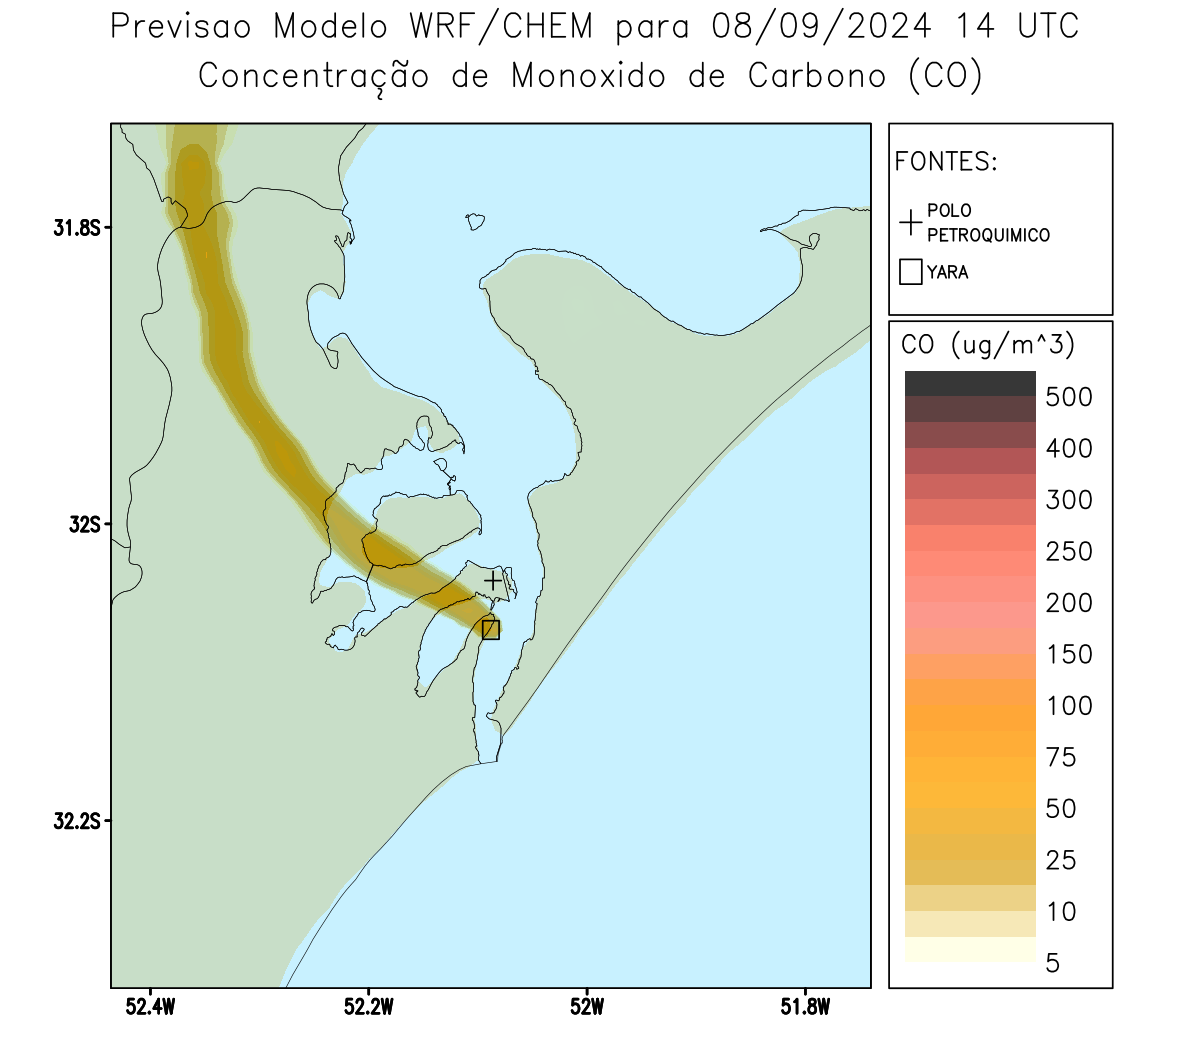 Previsao Modelo WRF/CHEM para 08/09/2024 14 UTC
Concentração de Monoxido de Carbono (CO)
FONTES:
POLO
PETROQUIMICO
YARA
CO (ug/m^3)
500
400
300
250
200
150
100
75
50
25
10
5
31.8S
32S
32.2S
52.4W
52.2W
52W
51.8W